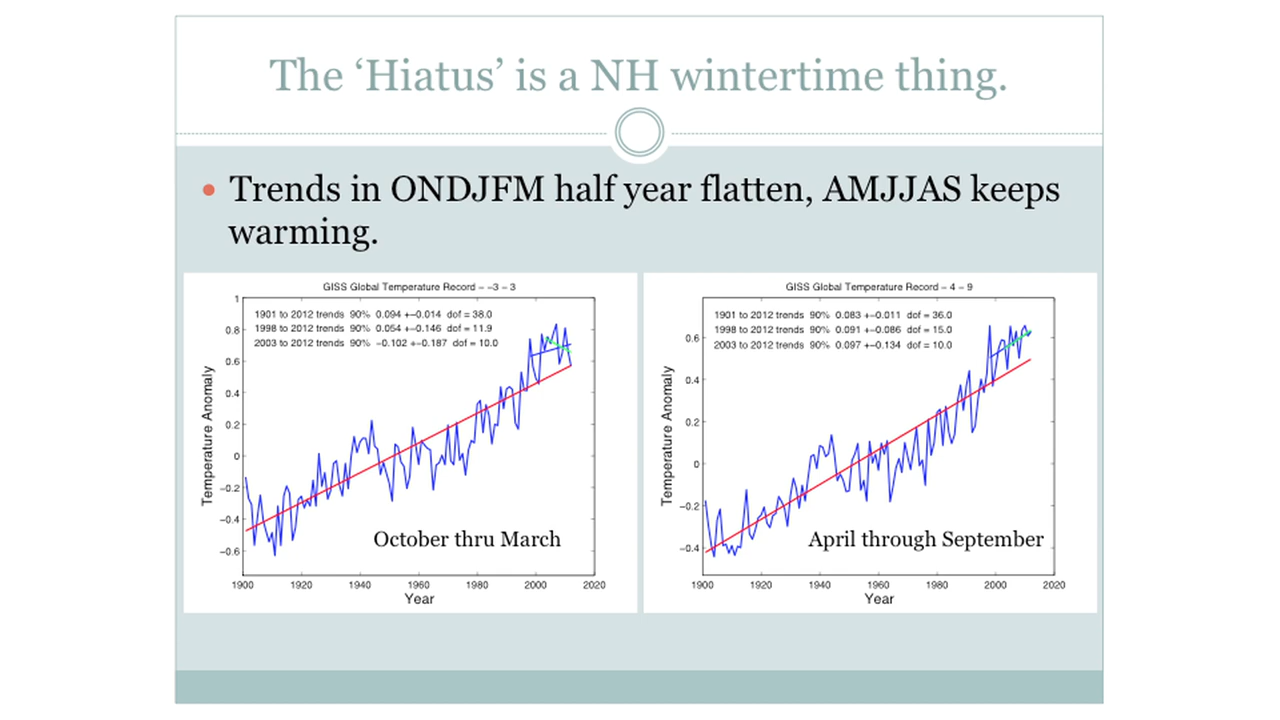 The ‘Hiatus’ is a NH wintertime thing.
• Trends in ONDJFM half year flatten, AMJJAS keeps
warming.
GISS Global Temperature Record – –3 – 3
1901 to 2012 trends 90% 0.094 +–0.014 dof = 38.0
1998 to 2012 trends 90% 0.054 +–0.146 dof = 11.9
2003 to 2012 trends 90% –0.102 +–0.187 dof = 10.0
Temperature Anomaly
1
0.8
0.6
0.4
0.2
0
–0.2
–0.4
–0.6
October thru March
1900 1920 1940 1960 1980 2000 2020
Year
GISS Global Temperature Record – 4 – 9
1901 to 2012 trends 90% 0.083 +–0.011 dof = 36.0
1998 to 2012 trends 90% 0.091 +–0.086 dof = 15.0
2003 to 2012 trends 90% 0.097 +–0.134 dof = 10.0
Temperature Anomaly
0.6
0.4
0.2
0
–0.2
–0.4
April through September
1900 1920 1940 1960 1980 2000 2020
Year